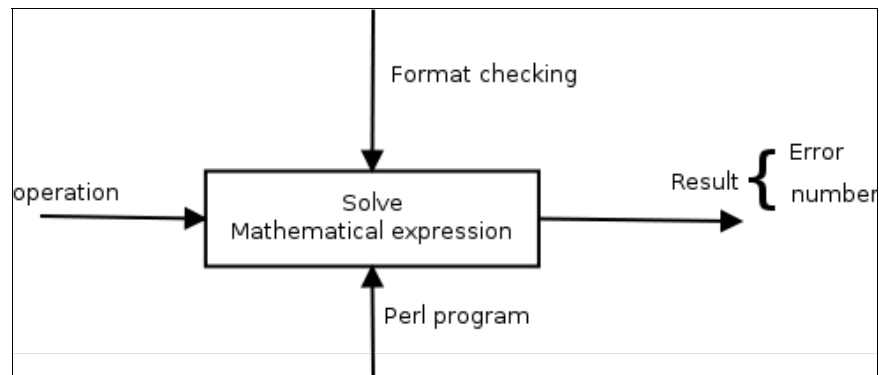 Format checking
operation
Solve
Mathematical expression
Result
Error
number
Perl program